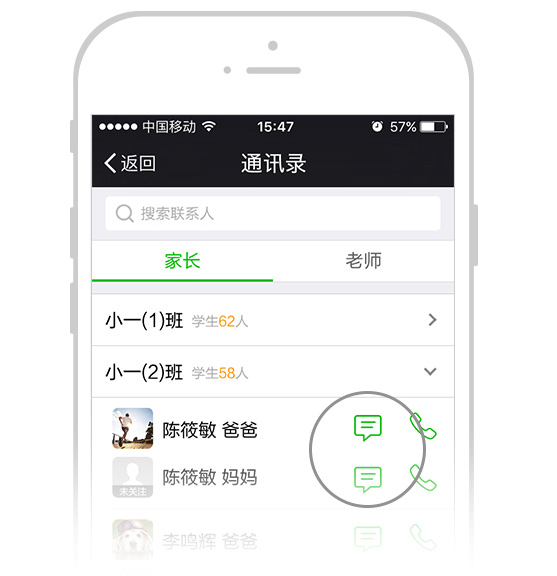 中国移动 15:47 57%
返回 通讯录
搜索联系人
家长 老师
小一(1)班 学生62人
小一(2)班 学生58人
陈筱敏 爸爸
陈筱敏 妈妈
未关注
李鸣辉 爸爸